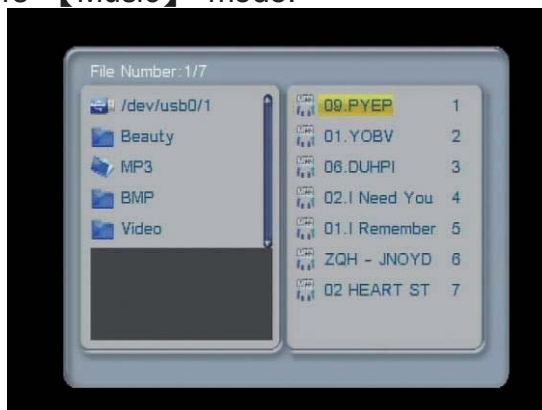 【Music】 mode.
File Number:1/7
/dev/usb0/1
Beauty
MP3
BMP
Video
09.PYEP 1
01.YOBV 2
06.DUHPI 3
02.I Need You 4
01.I Remember 5
ZQH - JNOYD 6
02 HEART ST 7